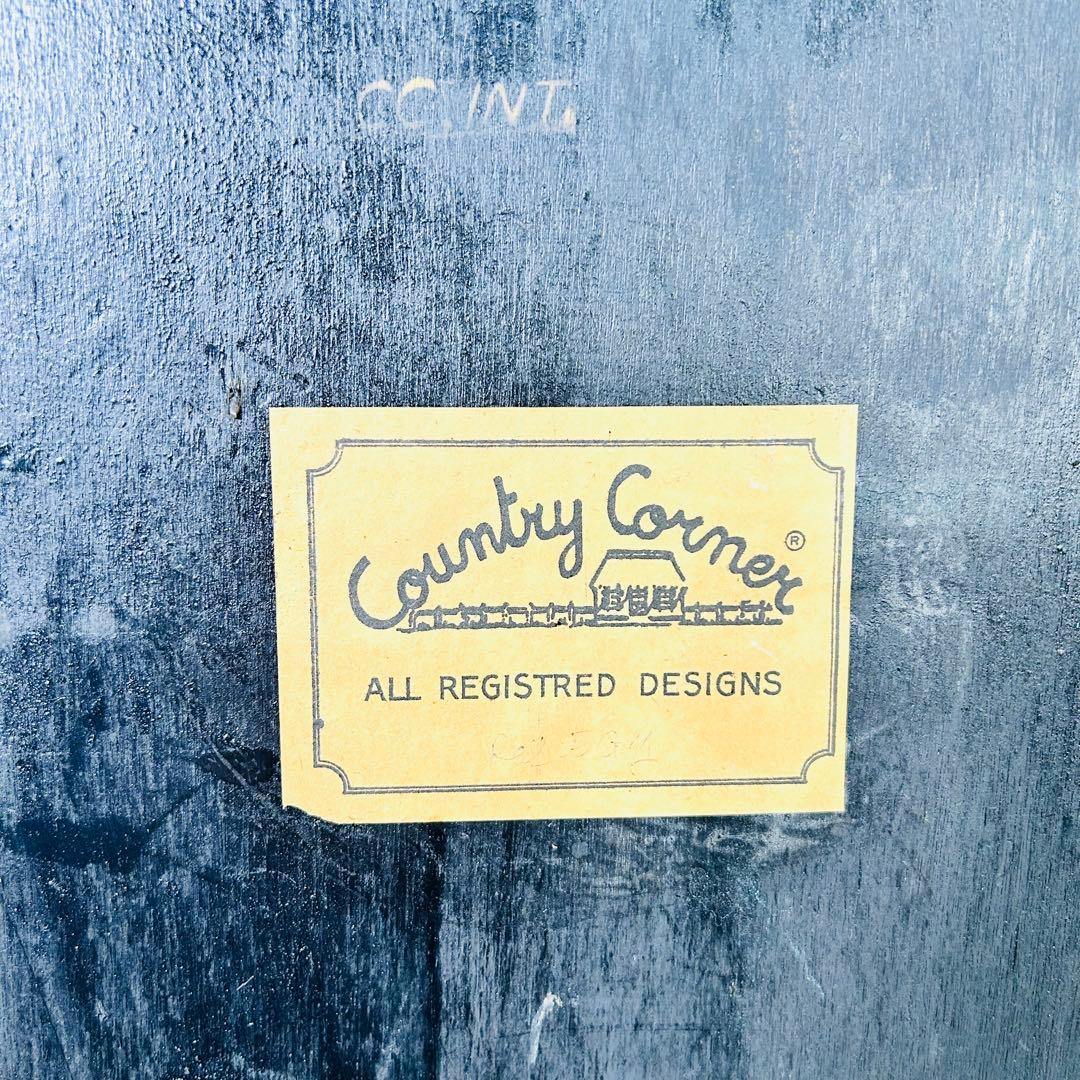 CC. INT.
Country Corner ®
ALL REGISTRED DESIGNS